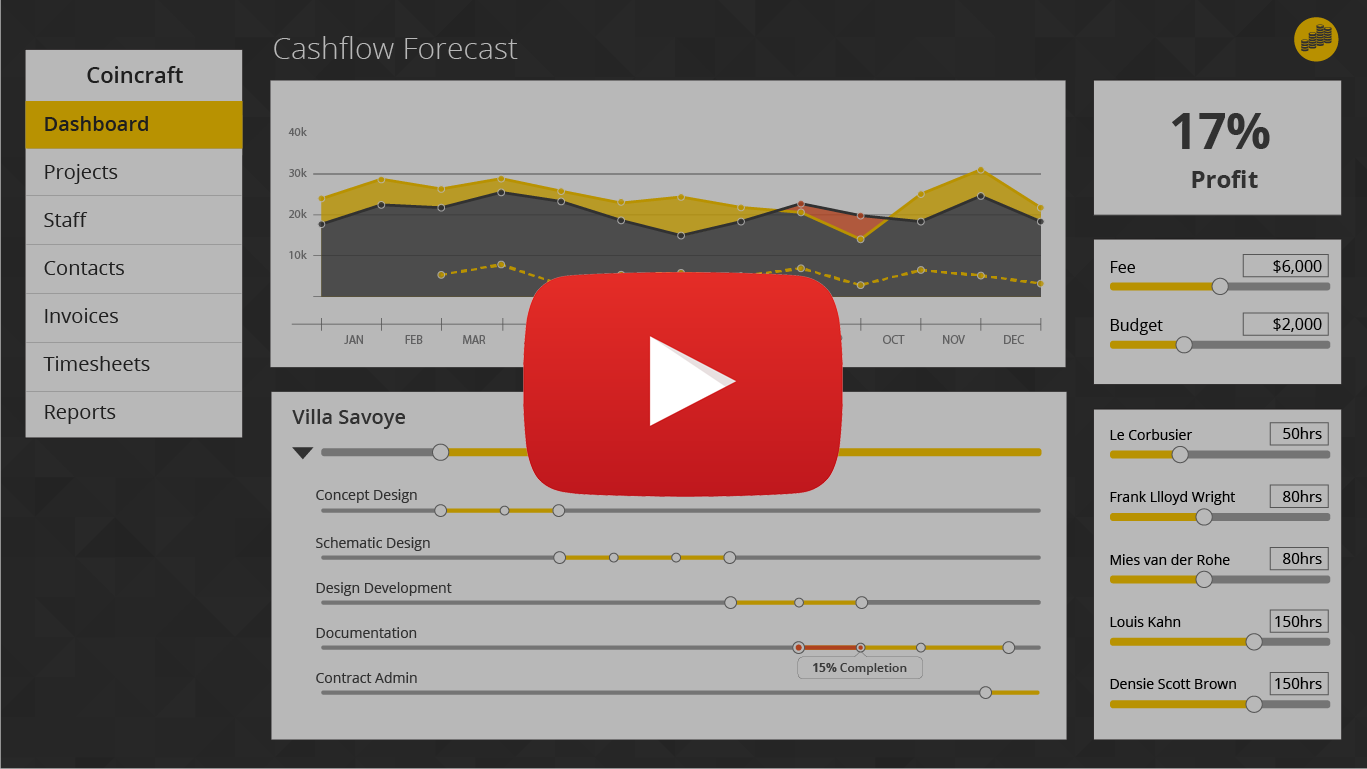 Cashflow Forecast
Coincraft
Dashboard
Projects
Staff
Contacts
Invoices
Timesheets
Reports
40k
30k
20k
10k
JAN
FEB
MAR
OCT
NOV
DEC
17%
Profit
Fee
$6,000
Budget
$2,000
Villa Savoye
Concept Design
Schematic Design
Design Development
Documentation
15% Completion
Contract Admin
Le Corbusier
50hrs
Frank Llloyd Wright
80hrs
Mies van der Rohe
80hrs
Louis Kahn
150hrs
Densie Scott Brown
150hrs